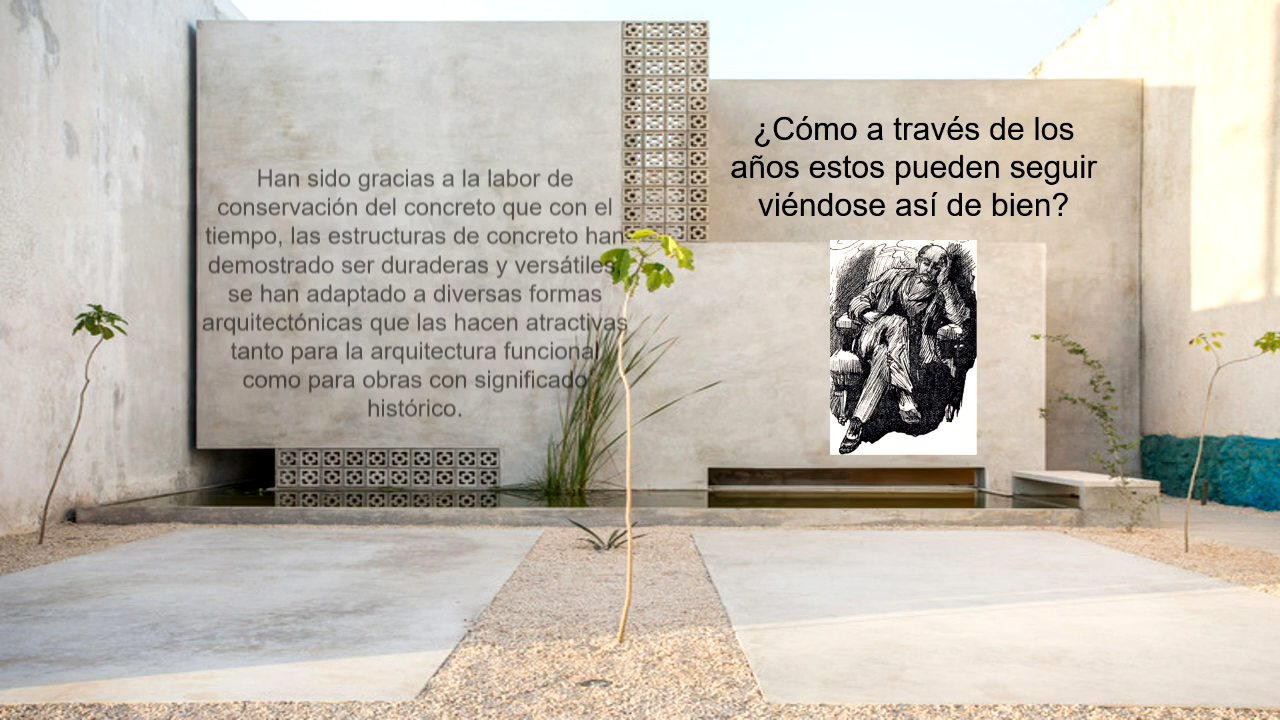 Han sido gracias a la labor de
conservación del concreto que con el
tiempo, las estructuras de concreto han
demostrado ser duraderas y versátiles
se han adaptado a diversas formas
arquitectónicas que las hacen atractivas
tanto para la arquitectura funcional
como para obras con significado
histórico.
¿Cómo a través de los
años estos pueden seguir
viéndose así de bien?